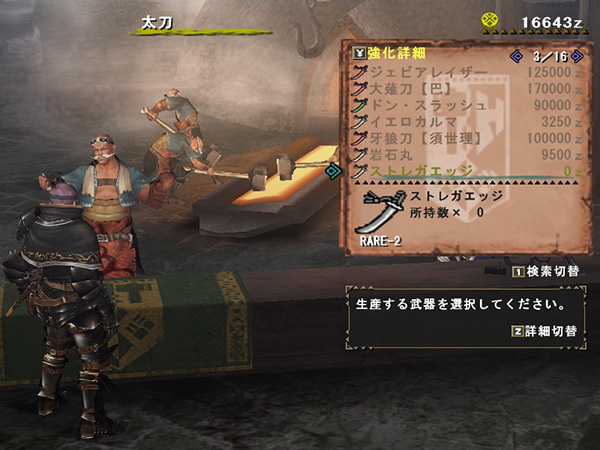 太刀
16643z
¥強化詳細
3/16
ジェビアレイザー 125000z
大薙刀【巴】 170000z
ドン・スラッシュ 90000z
イエロカルマ 3250z
牙狼刀【須世理】 100000z
岩石丸 9500z
ストレガエッジ 0z
ストレガエッジ
所持数× 0
RARE-2
1検索切替
生産する武器を選択してください。
Z詳細切替